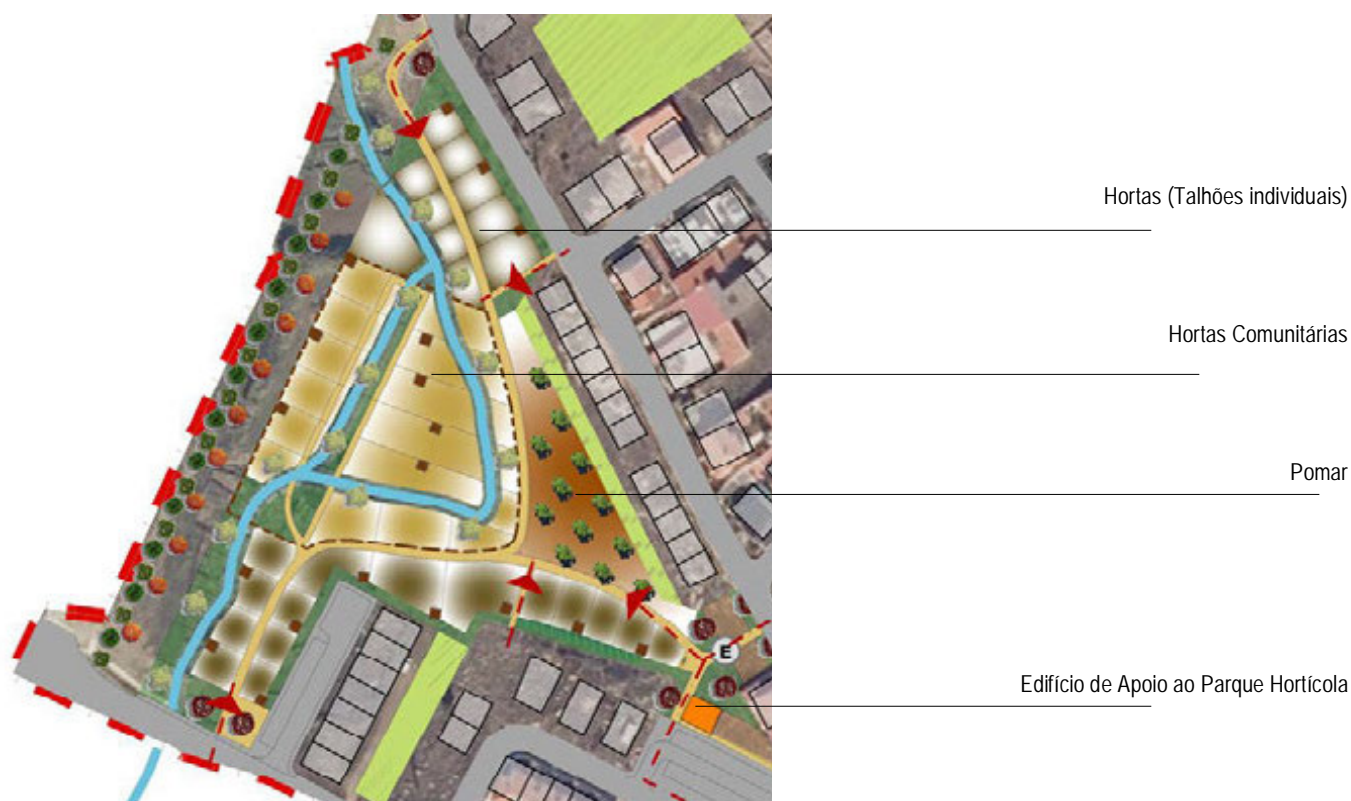 Hortas (Talhões individuais)
Hortas Comunitárias
Pomar
E
Edifício de Apoio ao Parque Hortícola